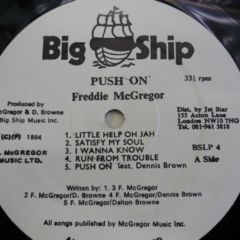 Big Ship
PUSH ON
33⅓ rpm
Freddie McGregor
Produced by
McGregor & D. Browne
Big Ship Music Inc.
(C)(P) 1994
McGREGOR
MUSIC LTD.
Dist. by Jet Star
155 Acton Lane
London NW10 7NG
Tel: 081-961 5818
1. LITTLE HELP OH JAH
2. SATISFY MY SOUL
3. I WANNA KNOW
4. RUN FROM TROUBLE
5. PUSH ON feat. Dennis Brown
BSLP 4
A Side
Written by: 1. 3 F. McGregor
2 F. McGregor/D. Browne 4 F. McGregor/Dennis Brown
5 F. McGregor/Dalton Browne
All songs published by McGregor Music Inc.